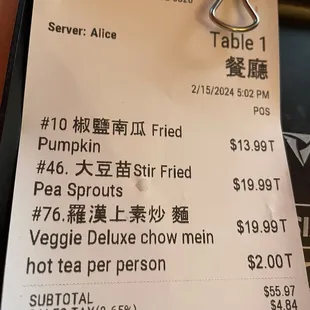 Server: Alice
Table 1
餐廳
2/15/2024 5:02 PM
POS
#10 椒鹽南瓜 Fried
Pumpkin $13.99T
#46. 大豆苗Stir Fried
Pea Sprouts $19.99T
#76.羅漢上素炒 麵
Veggie Deluxe chow mein $19.99T
hot tea per person $2.00T
SUBTOTAL $55.97
$4.84